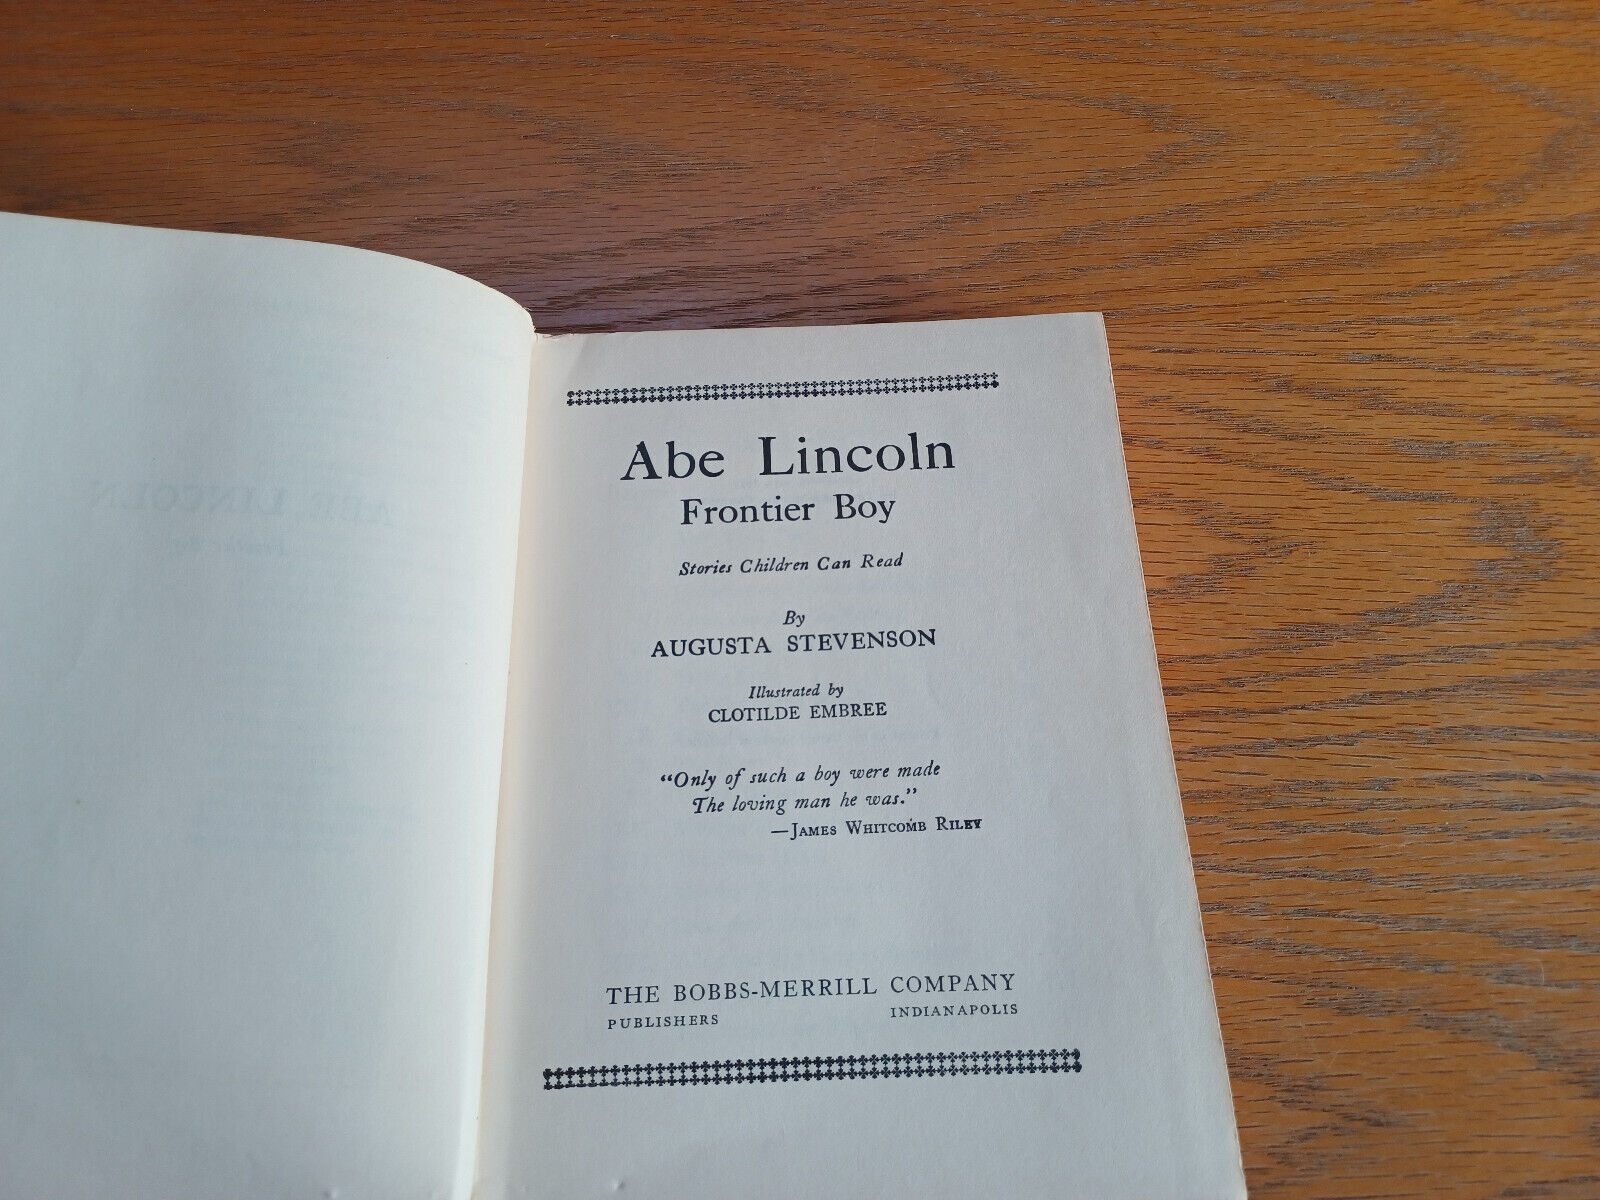 Abe Lincoln
Frontier Boy
Stories Children Can Read
By
AUGUSTA STEVENSON
Illustrated by
CLOTILDE EMBREE
“Only of such a boy were made
The loving man he was.”
—JAMES WHITCOMB RILEY
THE BOBBS-MERRILL COMPANY
PUBLISHERS INDIANAPOLIS